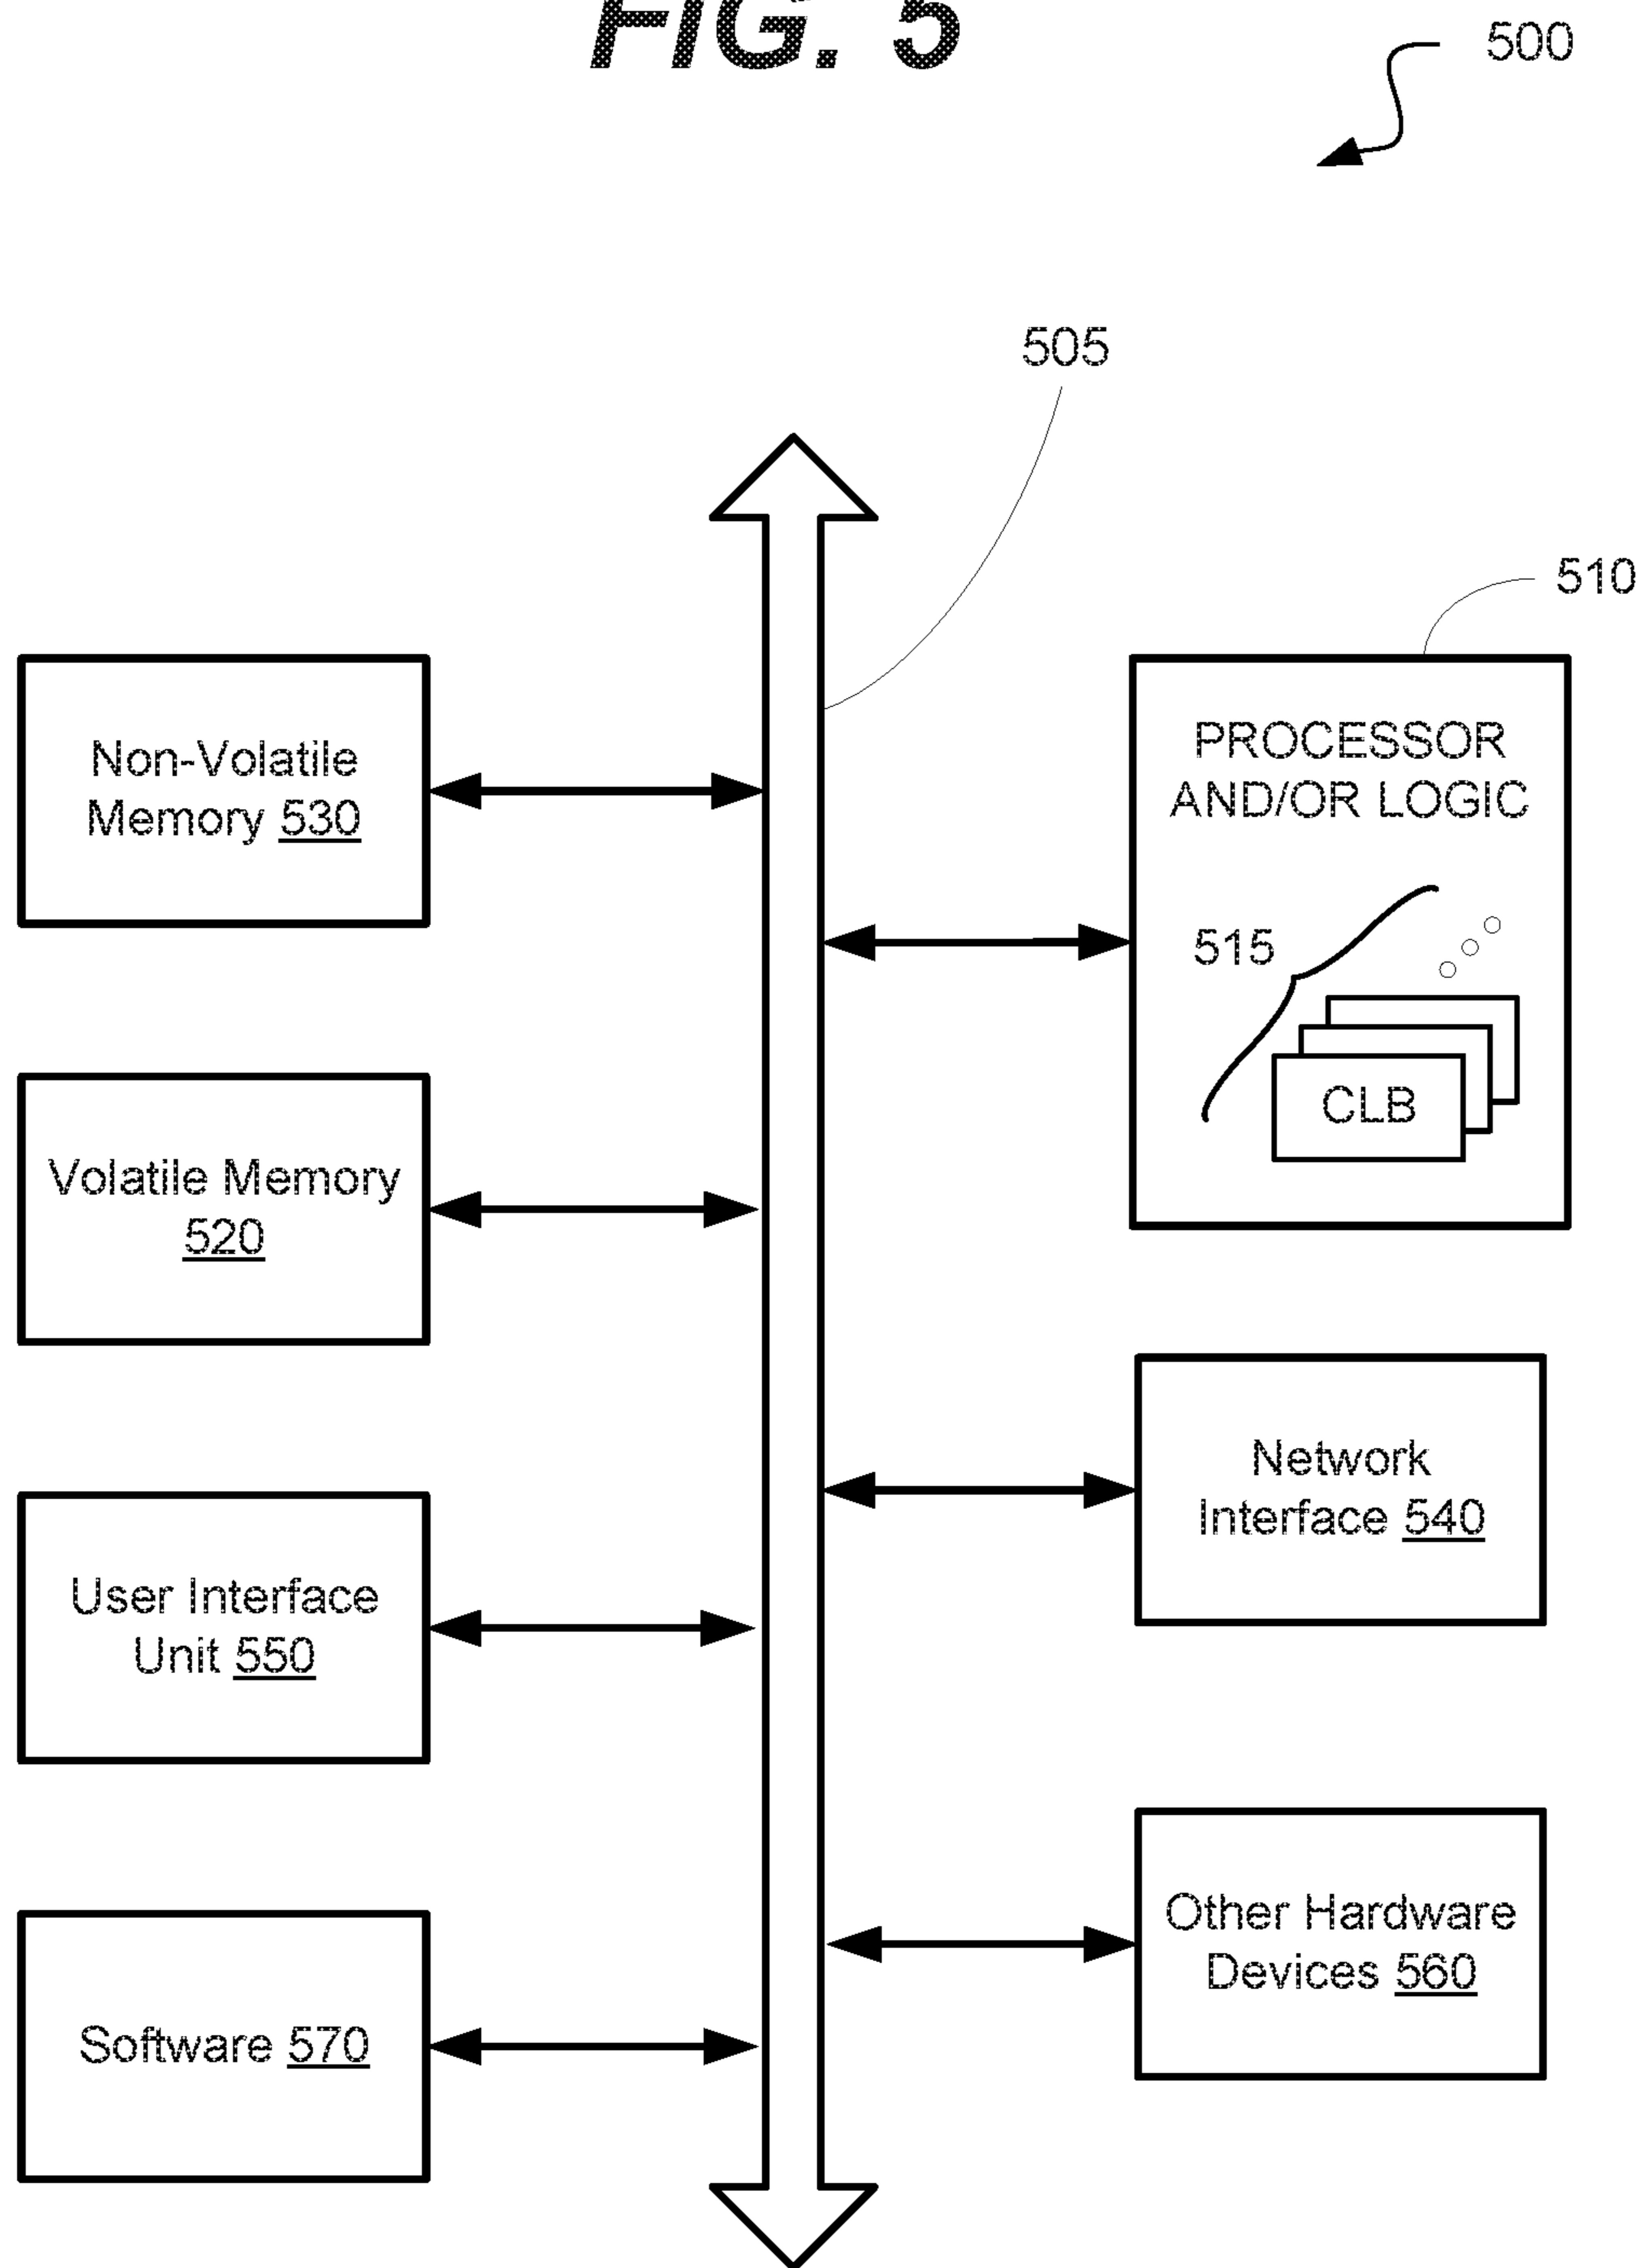 FIG. 5
500
505
510
Non-Volatile
Memory 530
PROCESSOR
AND/OR LOGIC
515
CLB
Volatile Memory
520
Network
Interface 540
User Interface
Unit 550
Other Hardware
Devices 560
Software 570